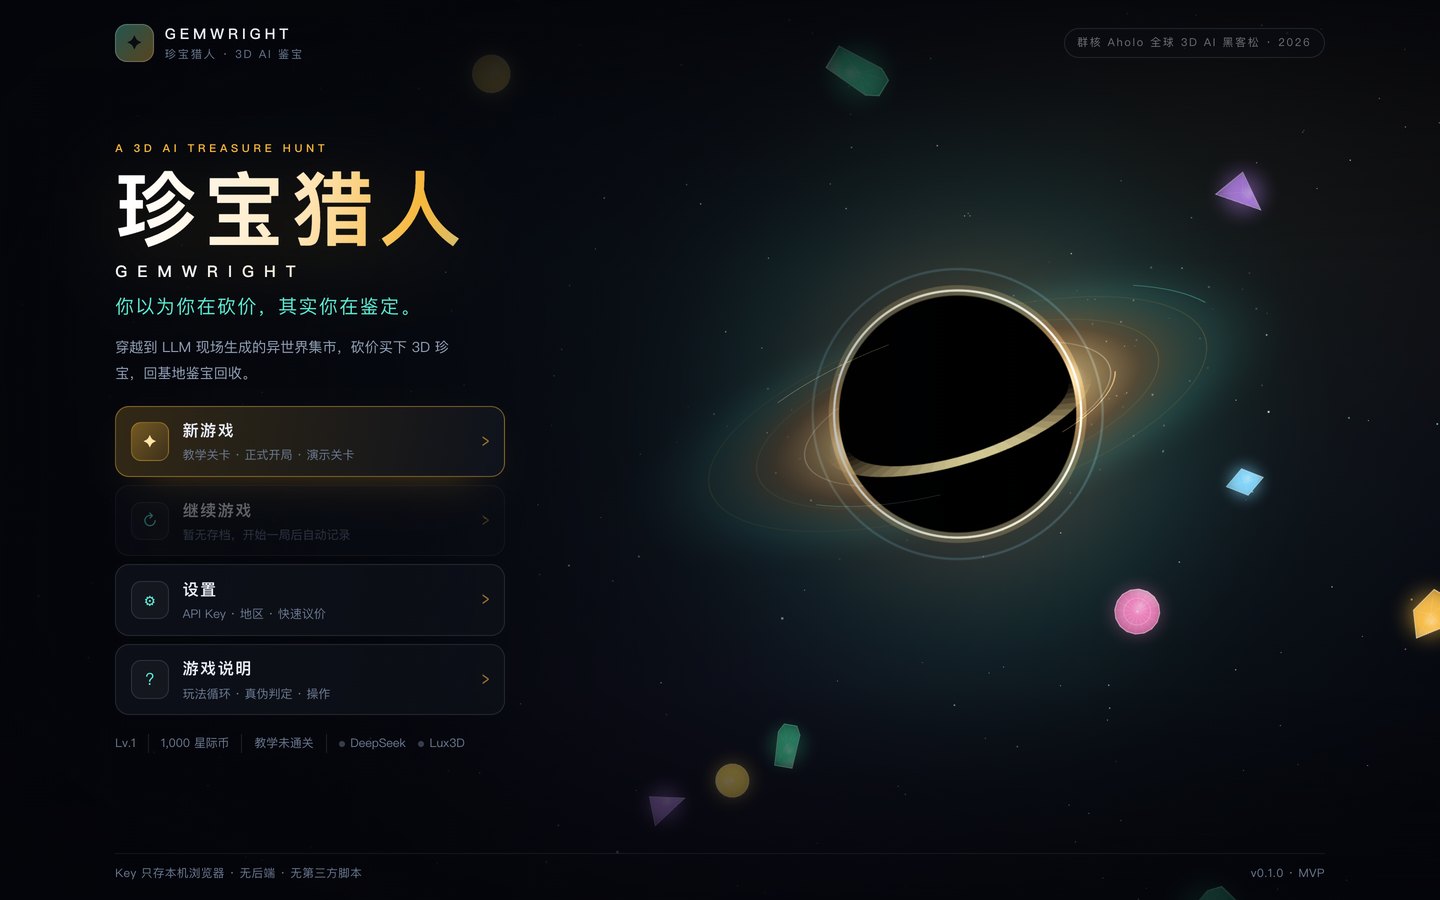 GEMWRIGHT
珍宝猎人 · 3D AI 鉴宝
群核 Aholo 全球 3D AI 黑客松 · 2026
A 3D AI TREASURE HUNT
珍宝猎人
GEMWRIGHT
你以为你在砍价，其实你在鉴定。
穿越到 LLM 现场生成的异世界集市，砍价买下 3D 珍
宝，回基地鉴宝回收。
新游戏
教学关卡 · 正式开局 · 演示关卡
继续游戏
暂无存档，开始一局后自动记录
设置
API Key · 地区 · 快速议价
游戏说明
玩法循环 · 真伪判定 · 操作
Lv.1 1,000 星际币 教学未通关 DeepSeek Lux3D
Key 只存本机浏览器 · 无后端 · 无第三方脚本
v0.1.0 · MVP